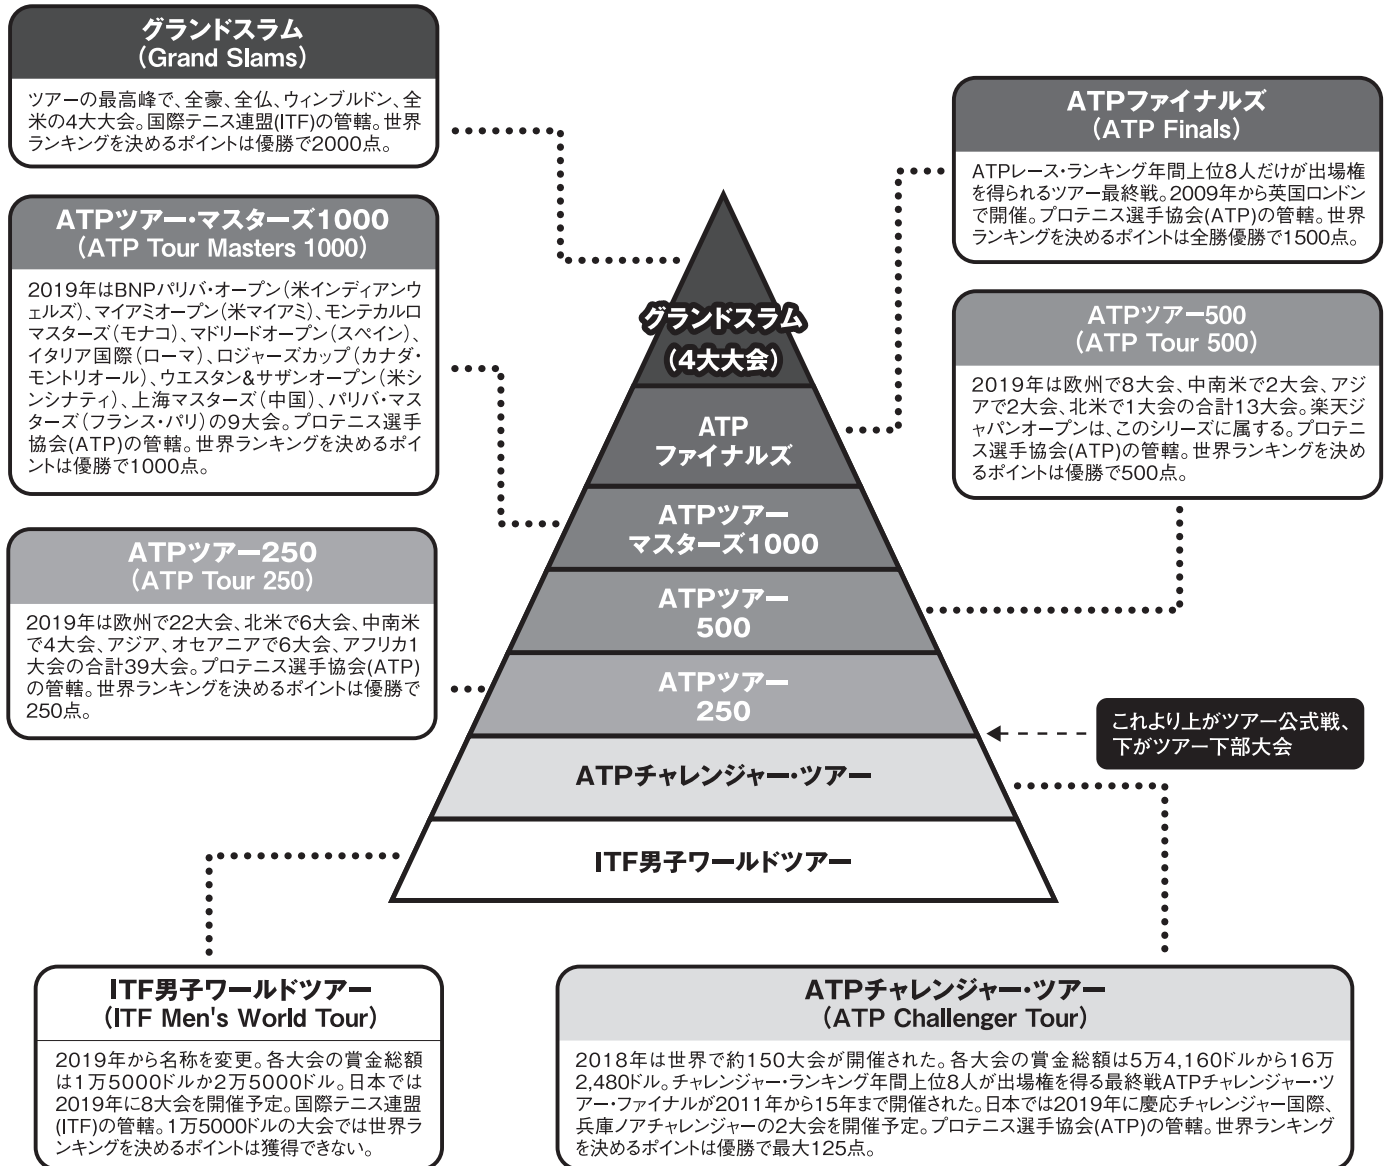 グランドスラム
(Grand Slams)
ツアーの最高峰で、全豪、全仏、ウィンブルドン、全
米の4大大会。国際テニス連盟(ITF)の管轄。世界
ランキングを決めるポイントは優勝で2000点。
ATPツアー・マスターズ1000
(ATP Tour Masters 1000)
2019年はBNPパリバ・オープン(米インディアンウ
ェルズ)、マイアミオープン(米マイアミ)、モンテカルロ
マスターズ(モナコ)、マドリードオープン(スペイン)、
イタリア国際(ローマ)、ロジャーズカップ(カナダ・
モントリオール)、ウエスタン&サザンオープン(米シ
ンシナティ)、上海マスターズ(中国)、パリバ・マス
ターズ(フランス・パリ)の9大会。プロテニス選手
協会(ATP)の管轄。世界ランキングを決めるポイ
ントは優勝で1000点。
ATPツアー250
(ATP Tour 250)
2019年は欧州で22大会、北米で6大会、中南米
で4大会、アジア、オセアニアで6大会、アフリカ1
大会の合計39大会。プロテニス選手協会(ATP)
の管轄。世界ランキングを決めるポイントは優勝で
250点。
ATPファイナルズ
(ATP Finals)
ATPレース・ランキング年間上位8人だけが出場権
を得られるツアー最終戦。2009年から英国ロンドン
で開催。プロテニス選手協会(ATP)の管轄。世界
ランキングを決めるポイントは全勝優勝で1500点。
ATPツアー500
(ATP Tour 500)
2019年は欧州で8大会、中南米で2大会、アジ
アで2大会、北米で1大会の合計13大会。楽天ジ
ャパンオープンは、このシリーズに属する。プロテニ
ス選手協会(ATP)の管轄。世界ランキングを決め
るポイントは優勝で500点。
グランドスラム
(4大大会)
ATP
ファイナルズ
ATPツアー
マスターズ1000
ATPツアー
500
ATPツアー
250
これより上がツアー公式戦、
下がツアー下部大会
ATPチャレンジャー・ツアー
ITF男子ワールドツアー
ITF男子ワールドツアー
(ITF Men's World Tour)
2019年から名称を変更。各大会の賞金総額
は1万5000ドルか2万5000ドル。日本では
2019年に8大会を開催予定。国際テニス連盟
(ITF)の管轄。1万5000ドルの大会では世界ラ
ンキングを決めるポイントは獲得できない。
ATPチャレンジャー・ツアー
(ATP Challenger Tour)
2018年は世界で約150大会が開催された。各大会の賞金総額は5万4,160ドルから16万
2,480ドル。チャレンジャー・ランキング年間上位8人が出場権を得る最終戦ATPチャレンジャー・ツ
アー・ファイナルが2011年から15年まで開催された。日本では2019年に慶応チャレンジャー国際、
兵庫ノアチャレンジャーの2大会を開催予定。プロテニス選手協会(ATP)の管轄。世界ランキング
を決めるポイントは優勝で最大125点。